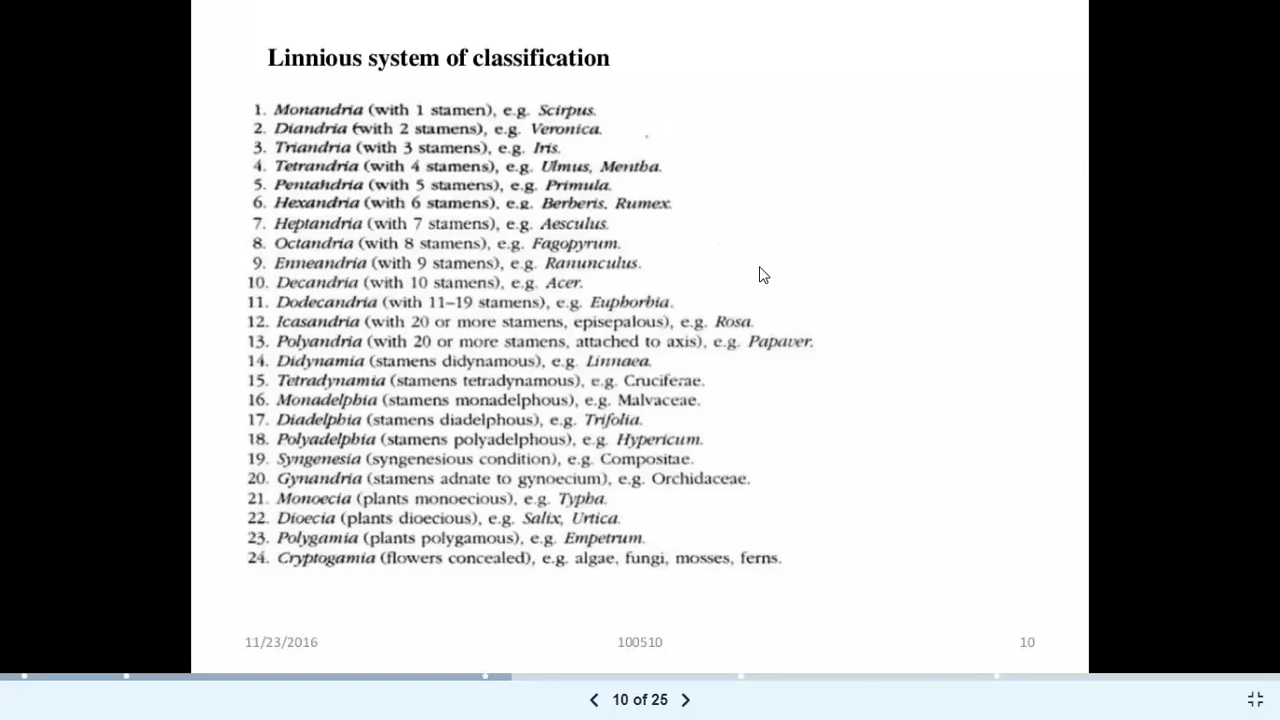 Linnious system of classification
1. Monandria (with 1 stamen), e.g. Scirpus.
2. Diandria (with 2 stamens), e.g. Veronica.
3. Triandria (with 3 stamens), e.g. Iris.
4. Tetrandria (with 4 stamens), e.g. Ulmus, Mentha.
5. Pentandria (with 5 stamens), e.g. Primula.
6. Hexandria (with 6 stamens), e.g. Berberis, Rumex.
7. Heptandria (with 7 stamens), e.g. Aesculus.
8. Octandria (with 8 stamens), e.g. Fagopyrum.
9. Enneandria (with 9 stamens), e.g. Ranunculus.
10. Decandria (with 10 stamens), e.g. Acer.
11. Dodecandria (with 11–19 stamens), e.g. Euphorbia.
12. Icasandria (with 20 or more stamens, episepalous), e.g. Rosa.
13. Polyandria (with 20 or more stamens, attached to axis), e.g. Papaver.
14. Didynamia (stamens didynamous), e.g. Linnaea.
15. Tetradynamia (stamens tetradynamous), e.g. Cruciferae.
16. Monadelphia (stamens monadelphous), e.g. Malvaceae.
17. Diadelphia (stamens diadelphous), e.g. Trifolia.
18. Polyadelphia (stamens polyadelphous), e.g. Hypericum.
19. Syngenesia (syngenesious condition), e.g. Compositae.
20. Gynandria (stamens adnate to gynoecium), e.g. Orchidaceae.
21. Monoecia (plants monoecious), e.g. Typha.
22. Dioecia (plants dioecious), e.g. Salix, Urtica.
23. Polygamia (plants polygamous), e.g. Empetrum.
24. Cryptogamia (flowers concealed), e.g. algae, fungi, mosses, ferns.
11/23/2016 100510 10
10 of 25